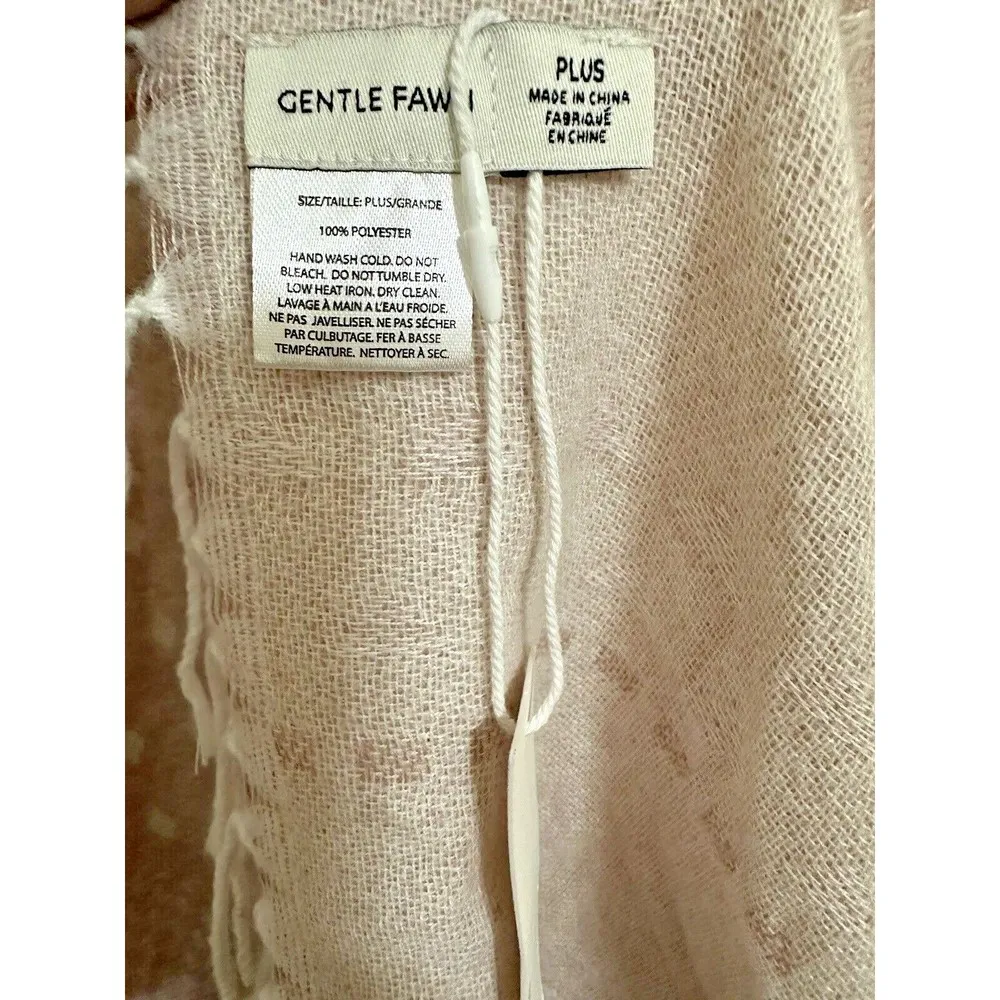 GENTLE FAW
PLUS
MADE IN CHINA
FABRIQUÉ
EN CHINE
SIZE/TAILLE: PLUS/GRANDE
100% POLYESTER
HAND WASH COLD. DO NOT
BLEACH. DO NOT TUMBLE DRY.
LOW HEAT IRON. DRY CLEAN.
LAVAGE À MAIN A L'EAU FROIDE.
NE PAS JAVELLISER. NE PAS SÉCHER
PAR CULBUTAGE. FER À BASSE
TEMPÉRATURE. NETTOYER À SEC.